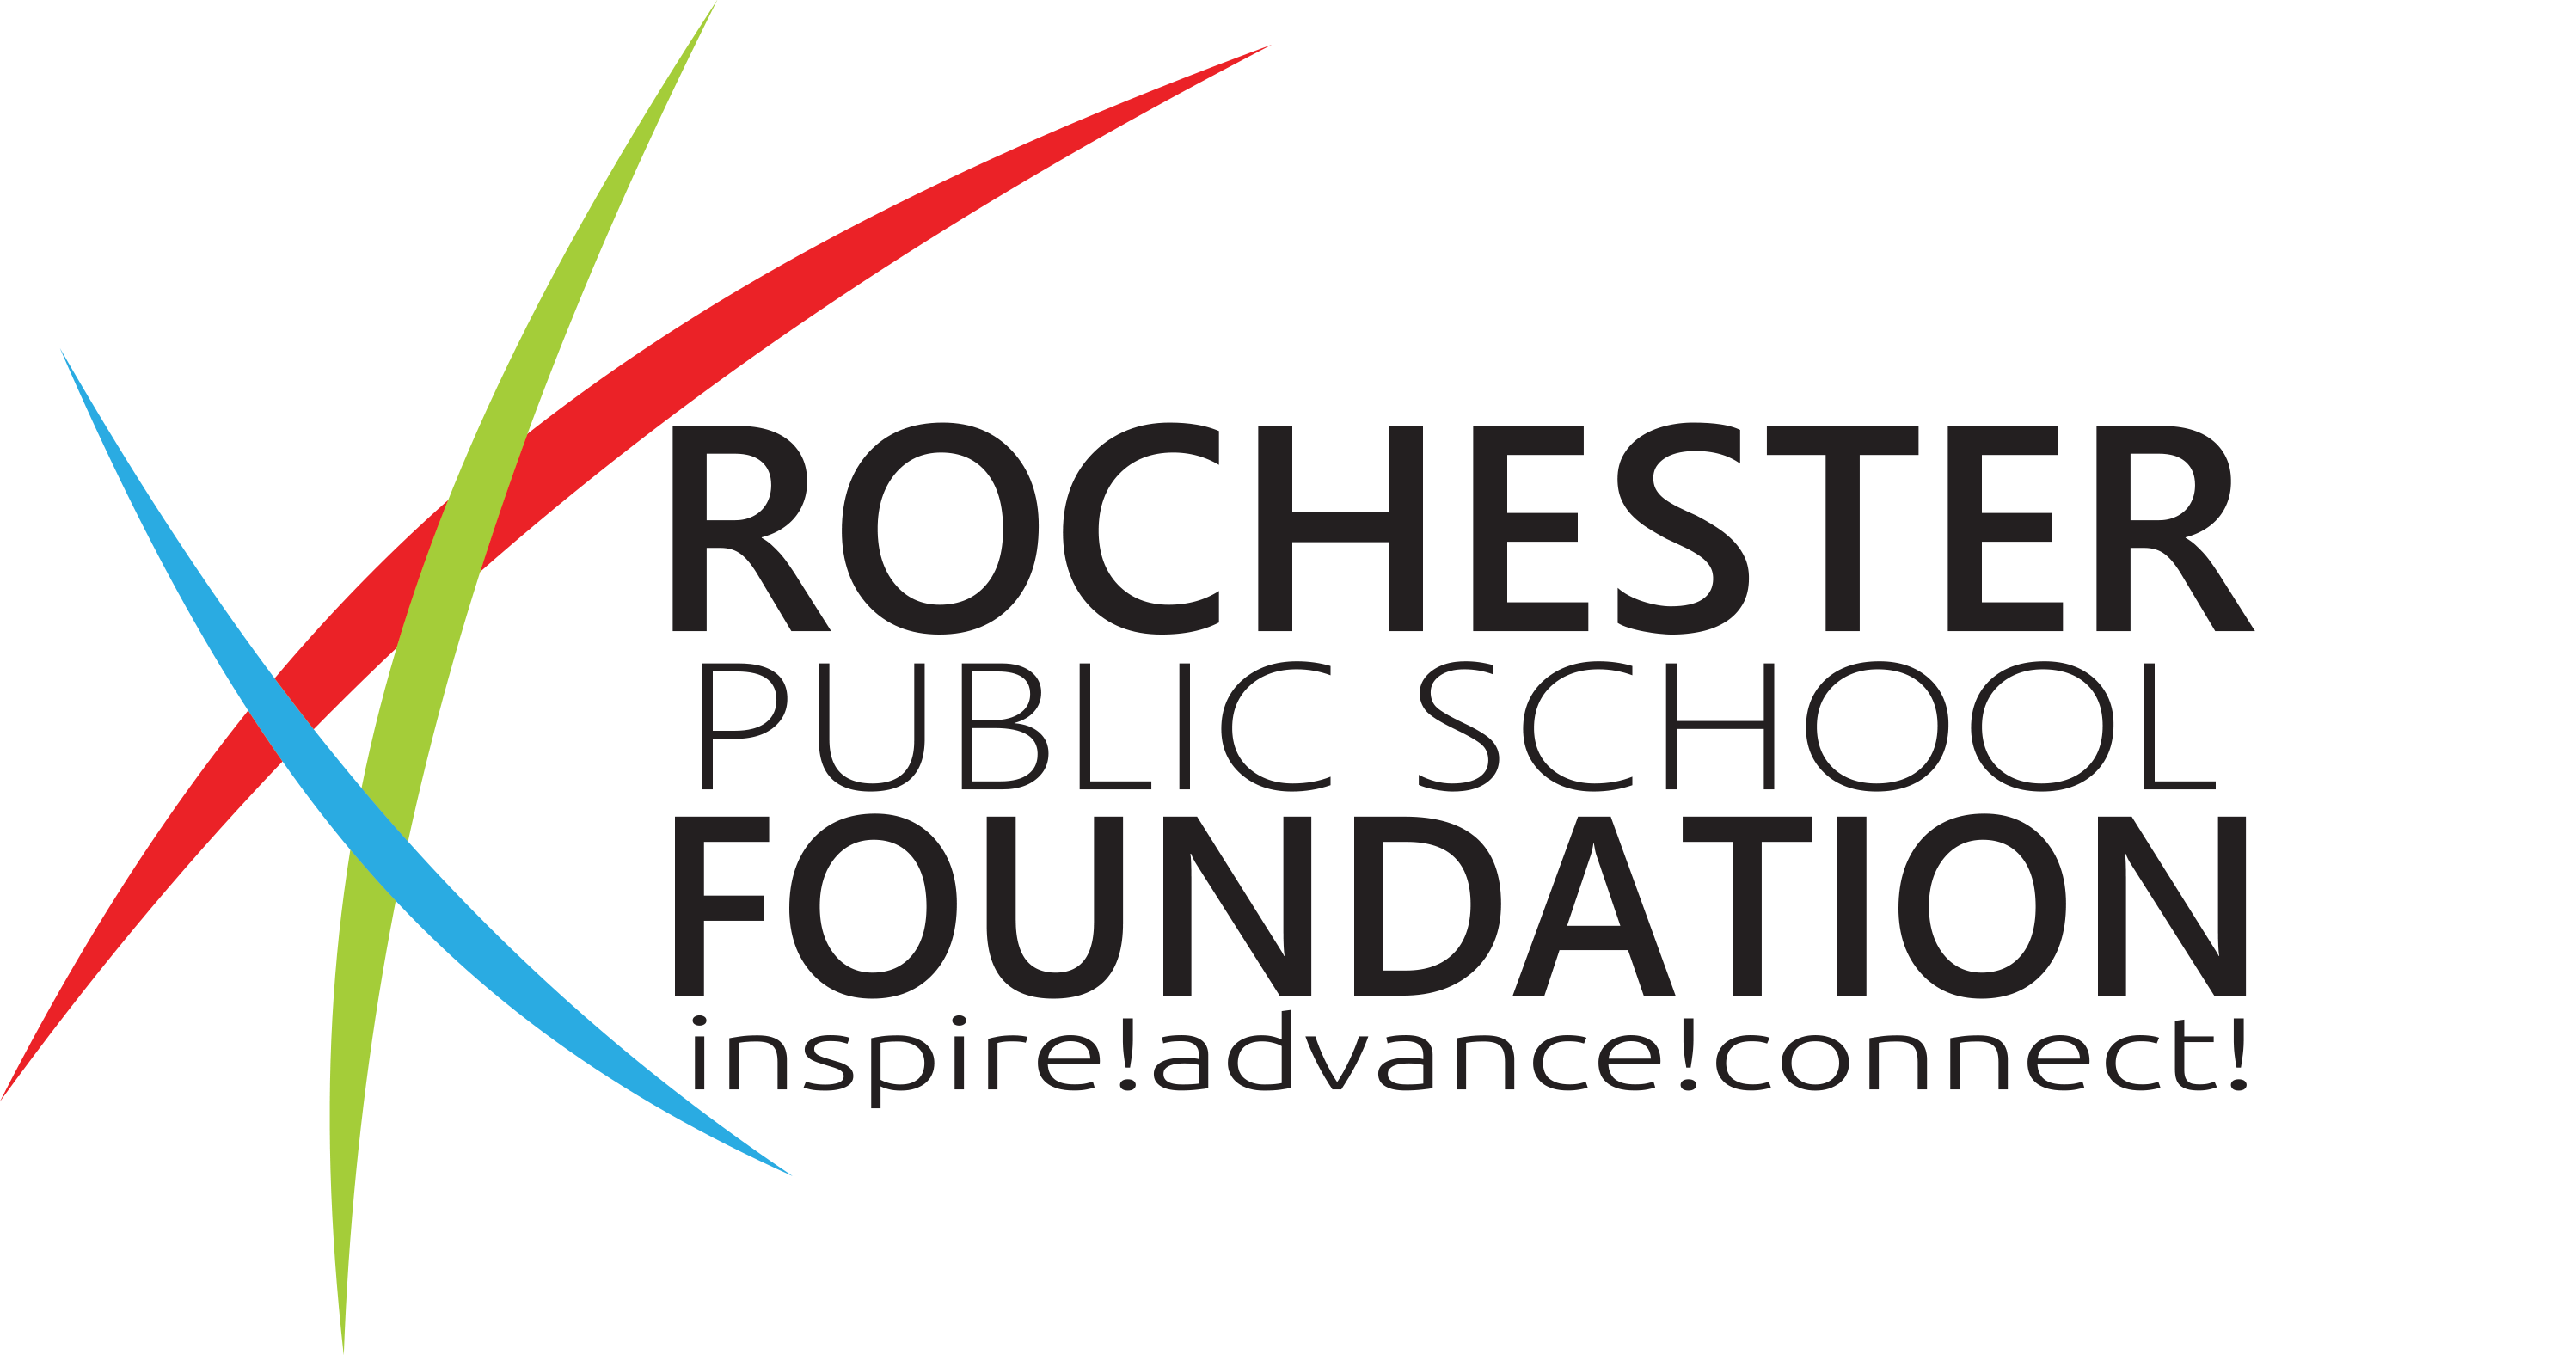 ROCHESTER
PUBLIC SCHOOL
FOUNDATION
inspire!advance!connect!